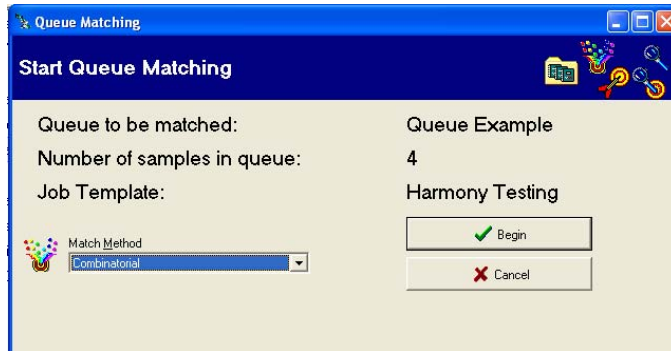 Queue Matching
Start Queue Matching
Queue to be matched: Queue Example
Number of samples in queue: 4
Job Template: Harmony Testing
Match Method
Combinatorial
Begin
Cancel